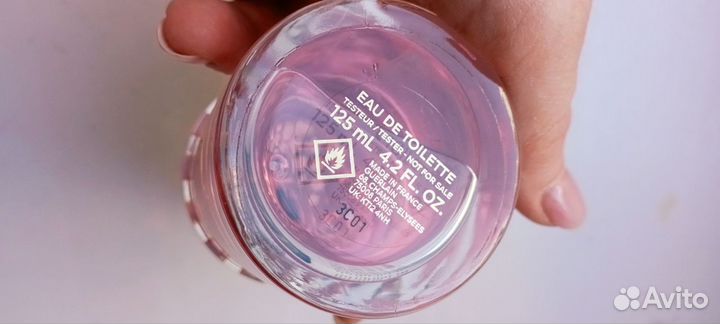 EAU DE TOILETTE
TESTEUR / TESTER - NOT FOR SALE
125 mL 4.2 FL. OZ.
MADE IN FRANCE
GUERLAIN
68, CHAMPS-ELYSEES
75008 PARIS
UK: KT12 4NH
3C01
Avito